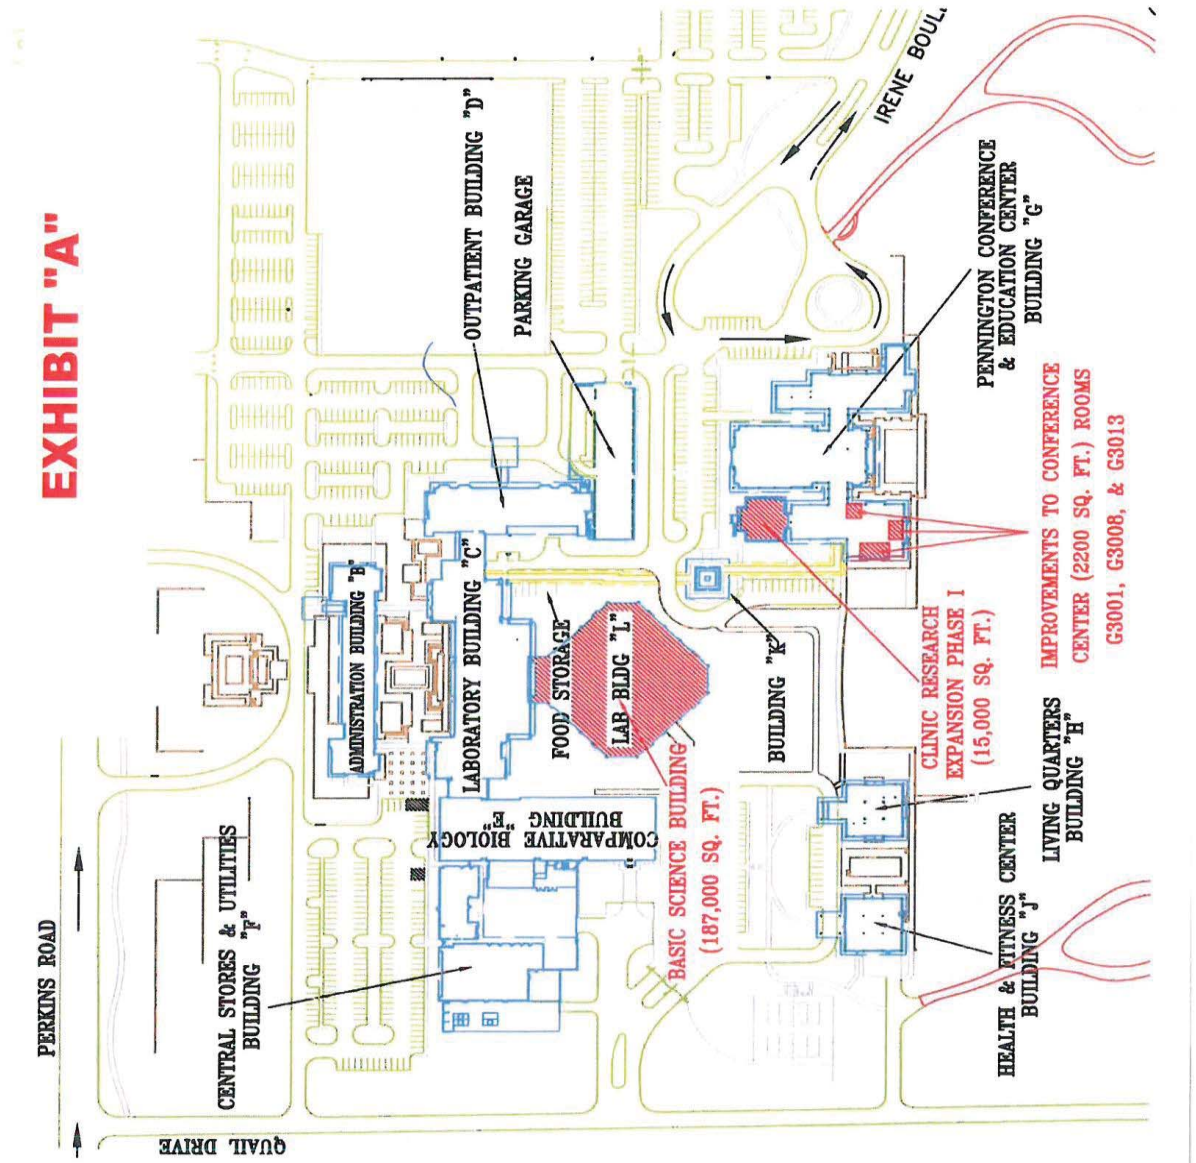 EXHIBIT "A"
PERKINS ROAD
QUAIL DRIVE
CENTRAL STORES & UTILITIES
BUILDING "F"
ADMINISTRATION BUILDING "B"
LABORATORY BUILDING "C"
OUTPATIENT BUILDING "D"
PARKING GARAGE
COMPARATIVE BIOLOGY
BUILDING "E"
FOOD STORAGE
LAB BLDG "L"
BASIC SCIENCE BUILDING
(187,000 SQ. FT.)
BUILDING "K"
IRENE BOUL
PENNINGTON CONFERENCE
& EDUCATION CENTER
BUILDING "G"
CLINIC RESEARCH
EXPANSION PHASE I
(15,000 SQ. FT.)
IMPROVEMENTS TO CONFERENCE
CENTER (2200 SQ. FT.) ROOMS
G3001, G3008, & G3013
LIVING QUARTERS
BUILDING "H"
HEALTH & FITNESS CENTER
BUILDING "J"